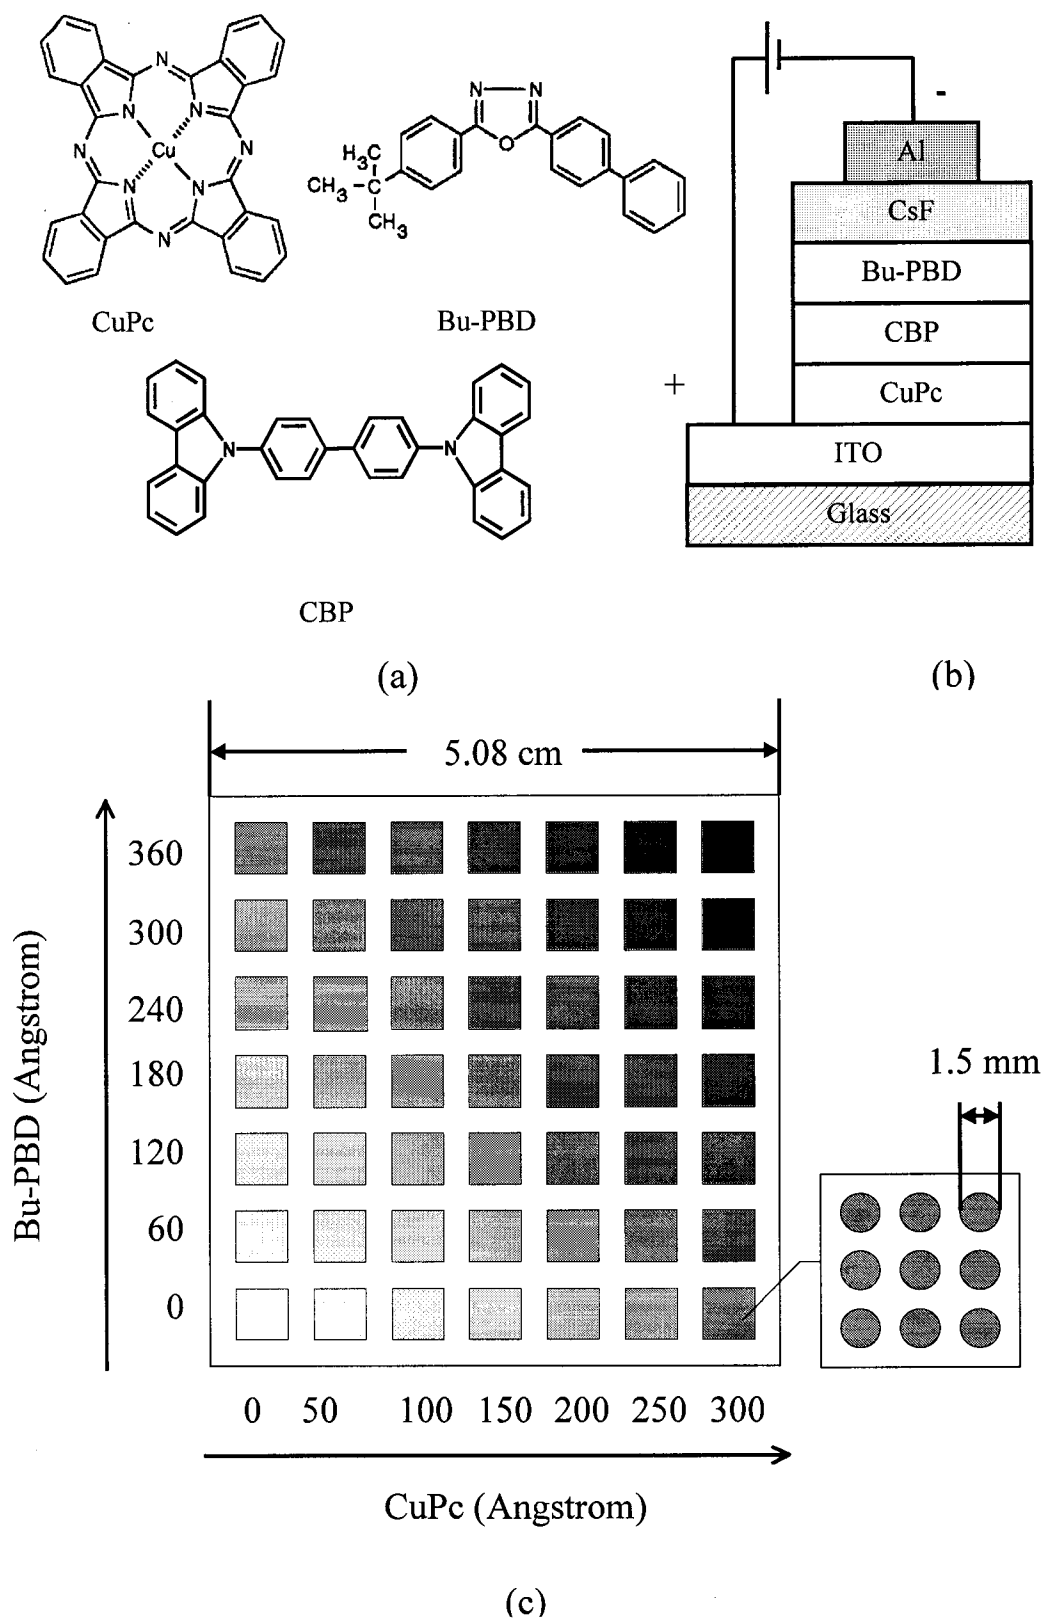 N
N
N
Cu
N
N
N
N
N
CuPc
N
N
O
H₃C
CH₃
CH₃
CH₃
Bu-PBD
N
N
CBP
(a)
-
Al
CsF
Bu-PBD
CBP
CuPc
+
ITO
Glass
(b)
5.08 cm
Bu-PBD (Angstrom)
360
300
240
180
120
60
0
1.5 mm
0 50 100 150 200 250 300
CuPc (Angstrom)
(c)